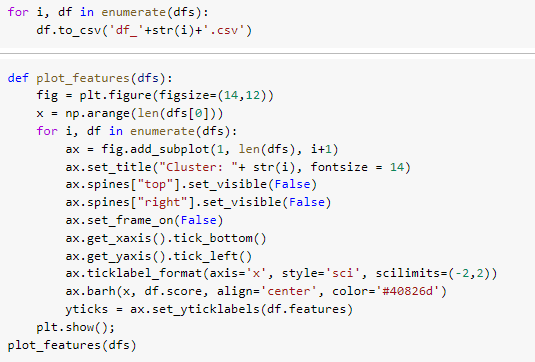 for i, df in enumerate(dfs):
    df.to_csv('df_'+str(i)+'.csv')
def plot_features(dfs):
    fig = plt.figure(figsize=(14,12))
    x = np.arange(len(dfs[0]))
    for i, df in enumerate(dfs):
        ax = fig.add_subplot(1, len(dfs), i+1)
        ax.set_title("Cluster: "+ str(i), fontsize = 14)
        ax.spines["top"].set_visible(False)
        ax.spines["right"].set_visible(False)
        ax.set_frame_on(False)
        ax.get_xaxis().tick_bottom()
        ax.get_yaxis().tick_left()
        ax.ticklabel_format(axis='x', style='sci', scilimits=(-2,2))
        ax.barh(x, df.score, align='center', color='#40826d')
        yticks = ax.set_yticklabels(df.features)
    plt.show();
plot_features(dfs)